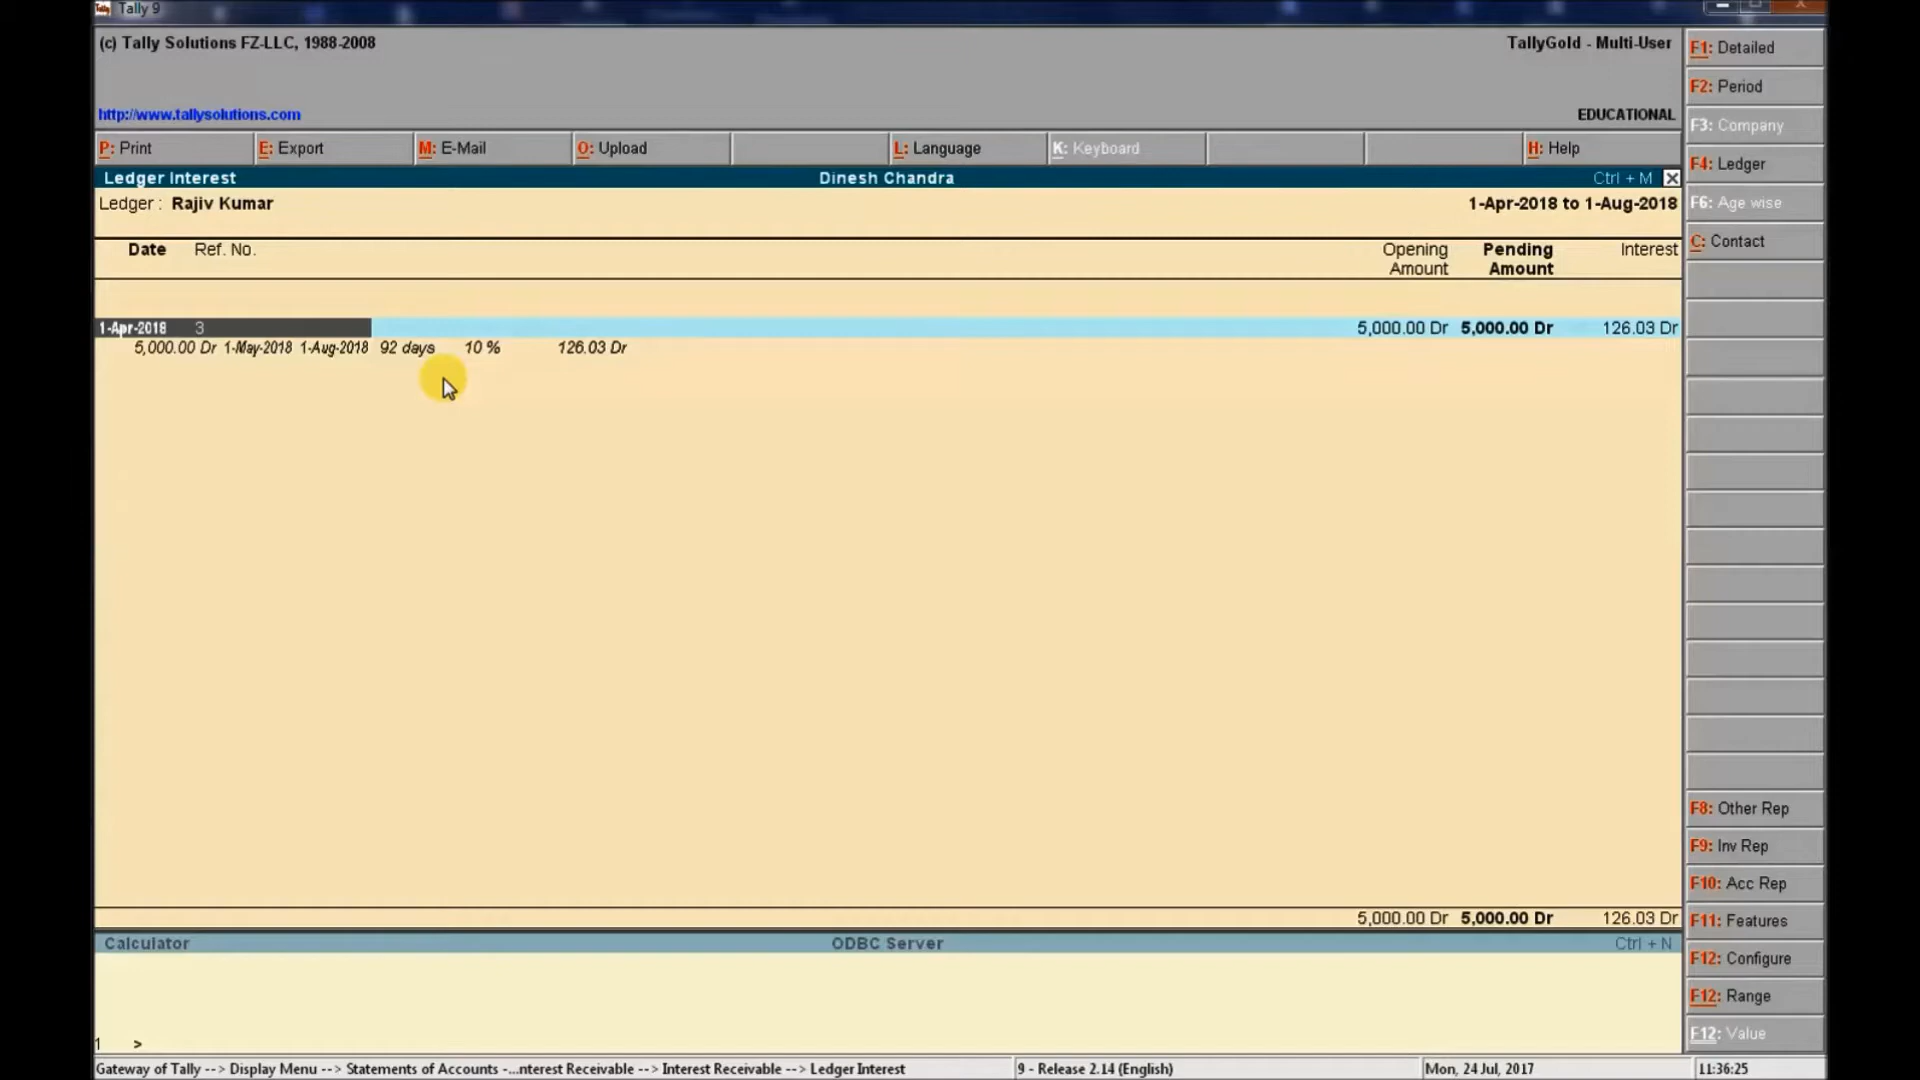 Tally 9
(c) Tally Solutions FZ-LLC, 1988-2008
TallyGold - Multi-User
http://www.tallysolutions.com
EDUCATIONAL
P: Print E: Export M: E-Mail O: Upload L: Language K: Keyboard H: Help
Ledger Interest Dinesh Chandra Ctrl + M
Ledger : Rajiv Kumar 1-Apr-2018 to 1-Aug-2018
Date Ref. No. Opening Pending Interest
Amount Amount
1-Apr-2018 3 5,000.00 Dr 5,000.00 Dr 126.03 Dr
5,000.00 Dr 1-May-2018 1-Aug-2018 92 days 10 % 126.03 Dr
5,000.00 Dr 5,000.00 Dr 126.03 Dr
Calculator ODBC Server Ctrl + N
1 >
Gateway of Tally --> Display Menu --> Statements of Accounts -...nterest Receivable --> Interest Receivable --> Ledger Interest 9 - Release 2.14 (English) Mon, 24 Jul, 2017 11:36:25
F1: Detailed
F2: Period
F3: Company
F4: Ledger
F6: Age wise
C: Contact
F8: Other Rep
F9: Inv Rep
F10: Acc Rep
F11: Features
F12: Configure
F12: Range
F12: Value